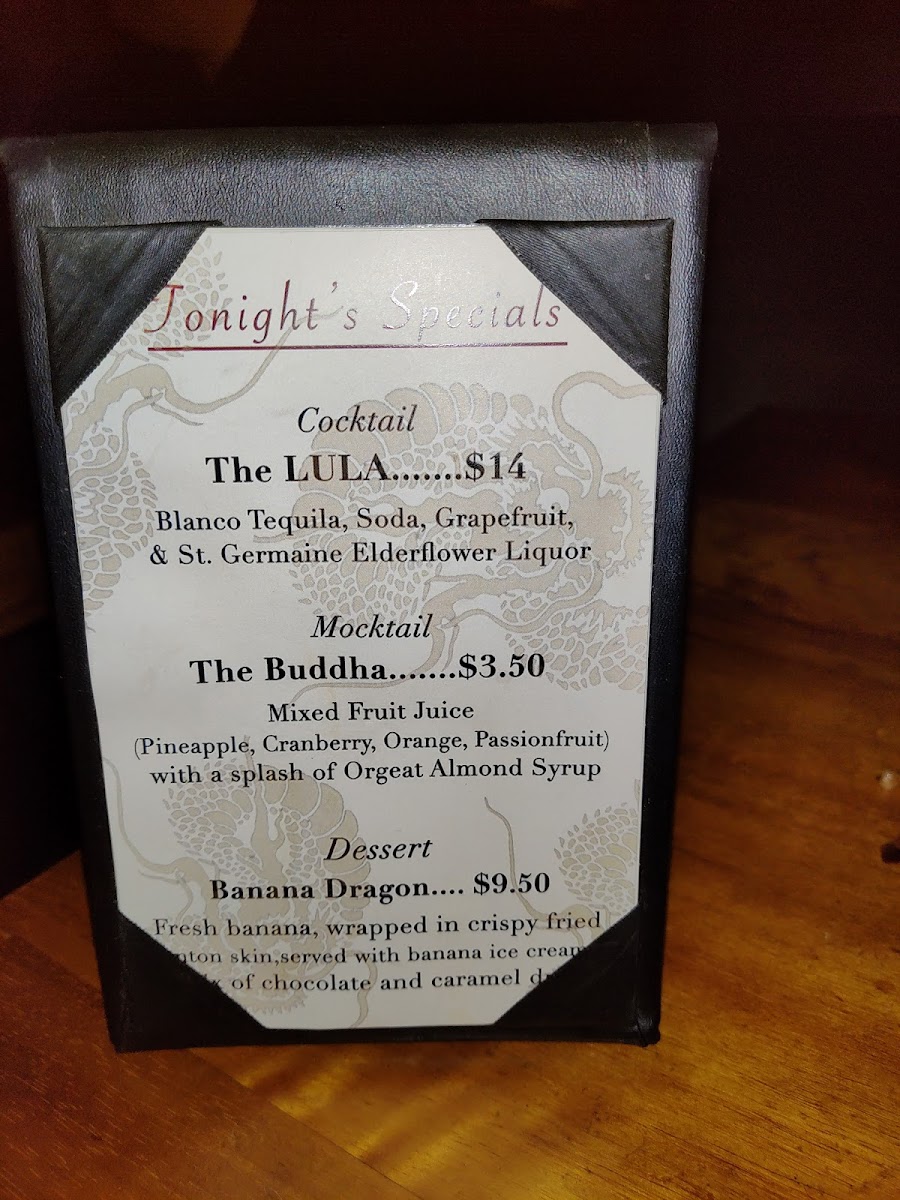 Tonight's Specials
Cocktail
The LULA.......$14
Blanco Tequila, Soda, Grapefruit,
& St. Germaine Elderflower Liquor
Mocktail
The Buddha.......$3.50
Mixed Fruit Juice
(Pineapple, Cranberry, Orange, Passionfruit)
with a splash of Orgeat Almond Syrup
Dessert
Banana Dragon.... $9.50
Fresh banana, wrapped in crispy fried
skin,served with banana ice cream
of chocolate and caramel